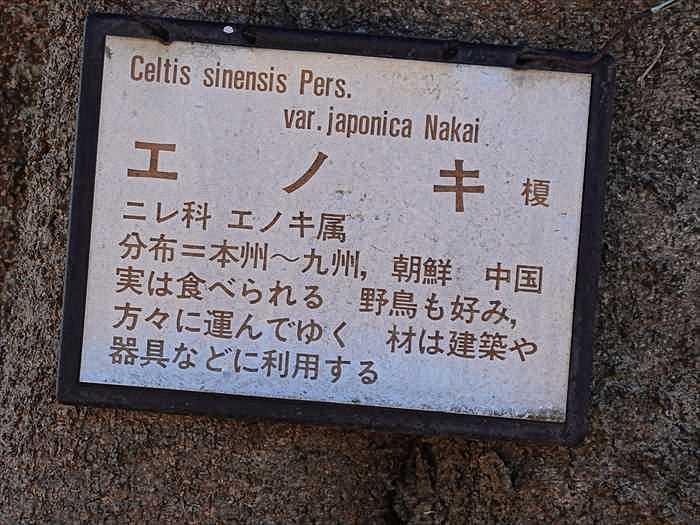 Celtis sinensis Pers.
var. japonica Nakai
エノキ 榎
ニレ科 エノキ属
分布＝本州～九州, 朝鮮 中国
実は食べられる 野鳥も好み,
方々に運んでゆく 材は建築や
器具などに利用する